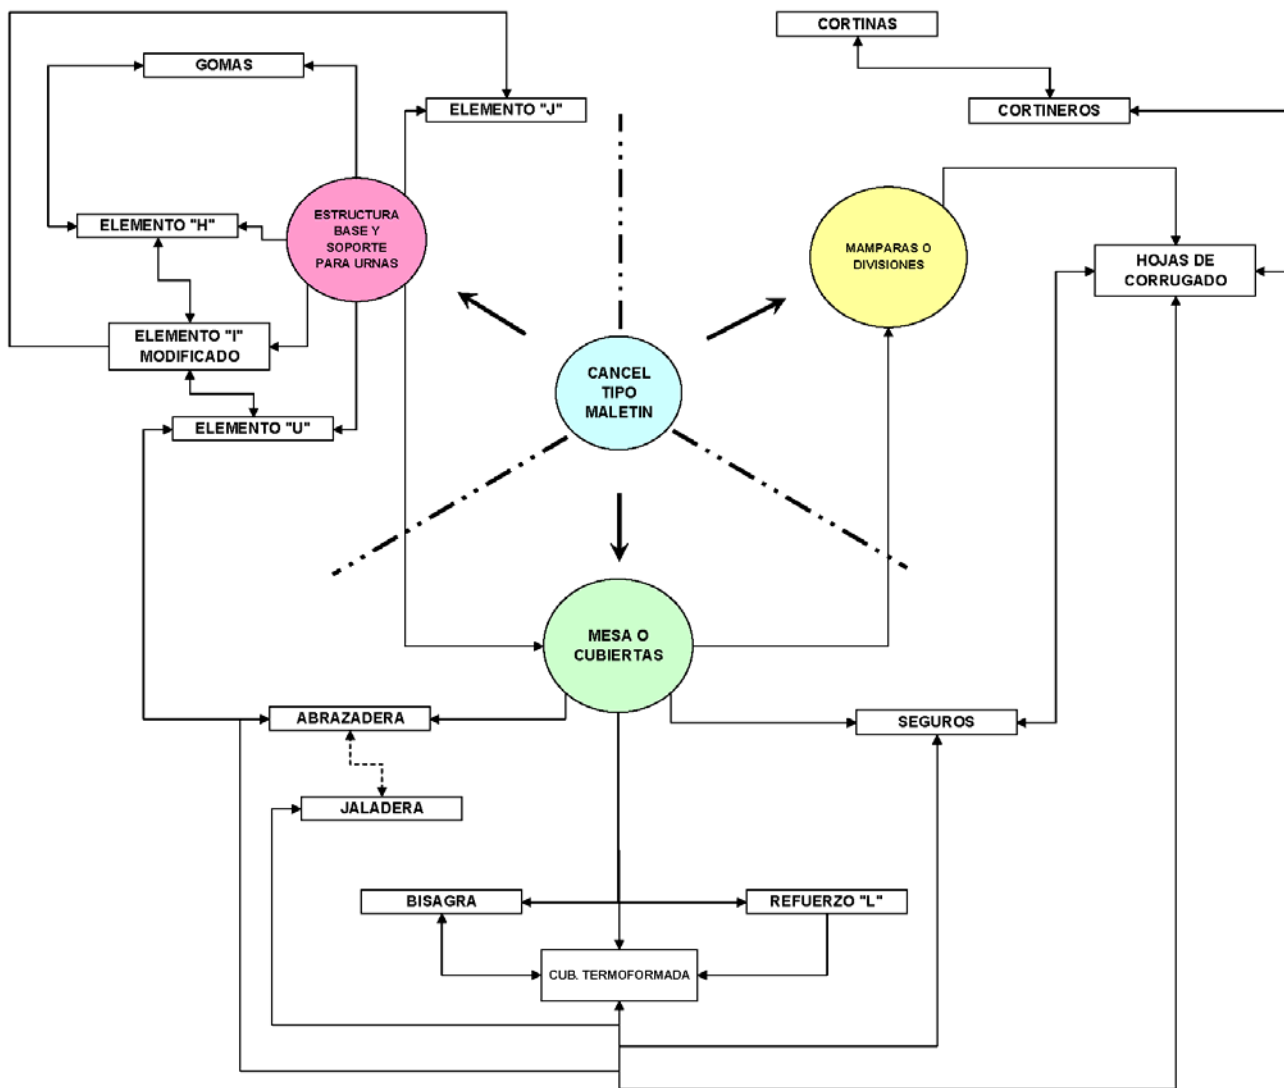 CORTINAS
GOMAS
ELEMENTO "J"
CORTINEROS
ESTRUCTURA
BASE Y
SOPORTE
PARA URNAS
ELEMENTO "H"
MAMPARAS O
DIVISIONES
HOJAS DE
CORRUGADO
ELEMENTO "I"
MODIFICADO
CANCEL
TIPO
MALETIN
ELEMENTO "U"
MESA O
CUBIERTAS
ABRAZADERA
SEGUROS
JALADERA
BISAGRA
REFUERZO "L"
CUB. TERMOFORMADA